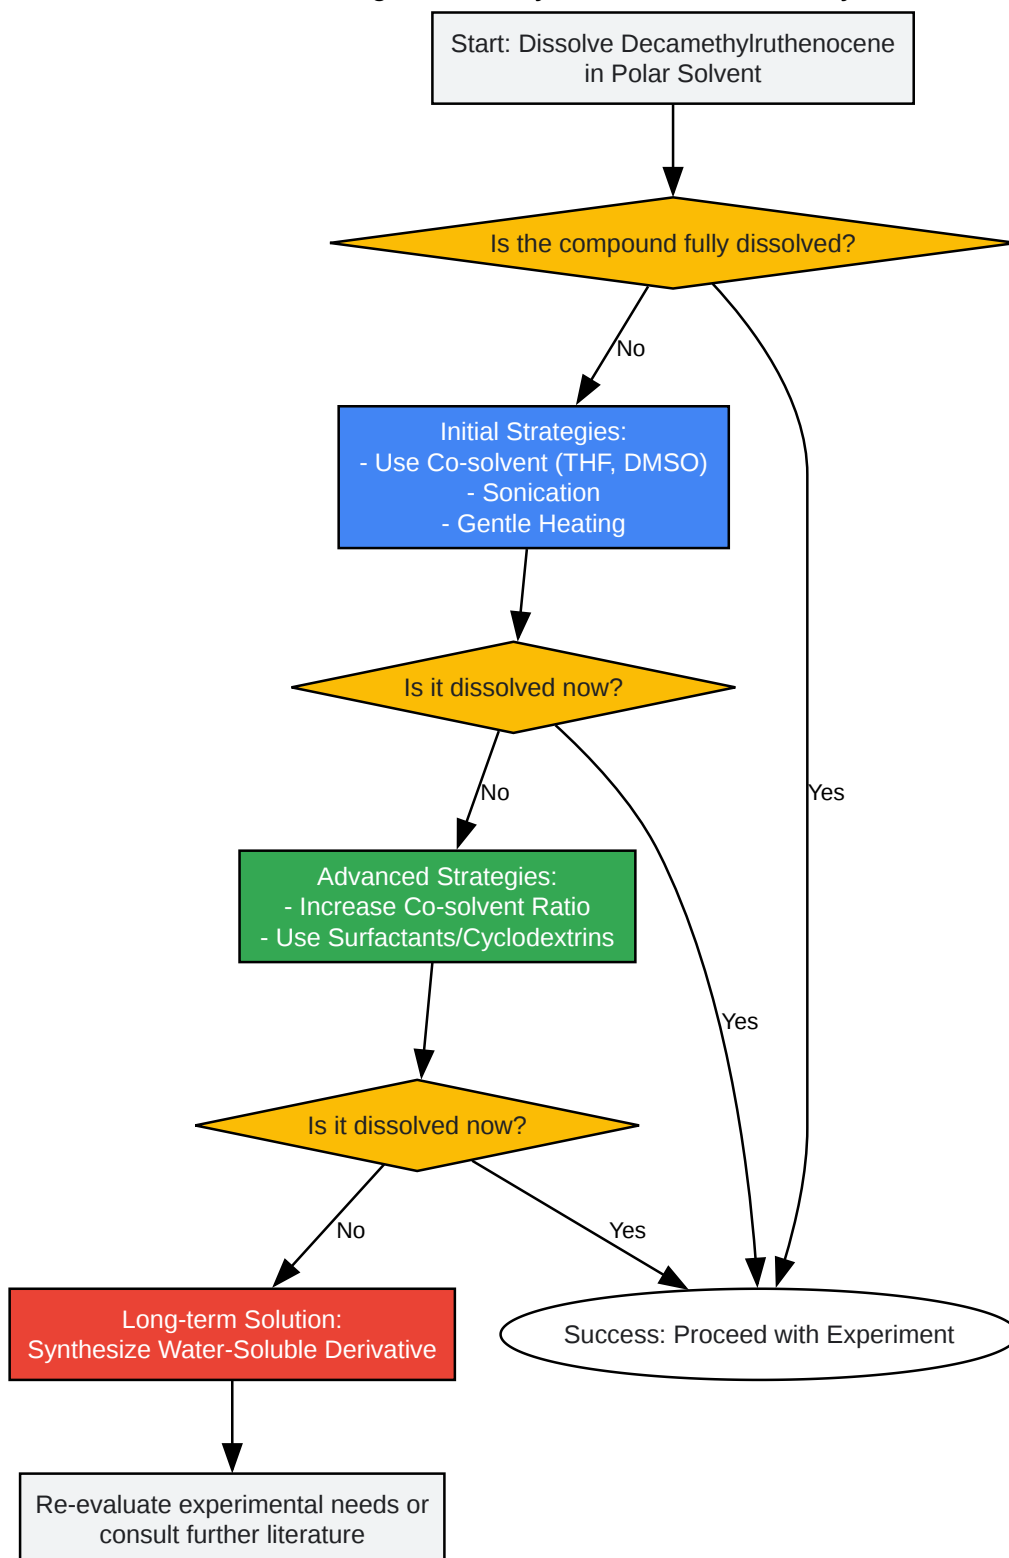 Start: Dissolve Decamethylruthenocene
in Polar Solvent
Is the compound fully dissolved?
No
Initial Strategies:
- Use Co-solvent (THF, DMSO)
- Sonication
- Gentle Heating
Is it dissolved now?
No
Yes
Advanced Strategies:
- Increase Co-solvent Ratio
- Use Surfactants/Cyclodextrins
Yes
Is it dissolved now?
No
Yes
Long-term Solution:
Synthesize Water-Soluble Derivative
Success: Proceed with Experiment
Re-evaluate experimental needs or
consult further literature